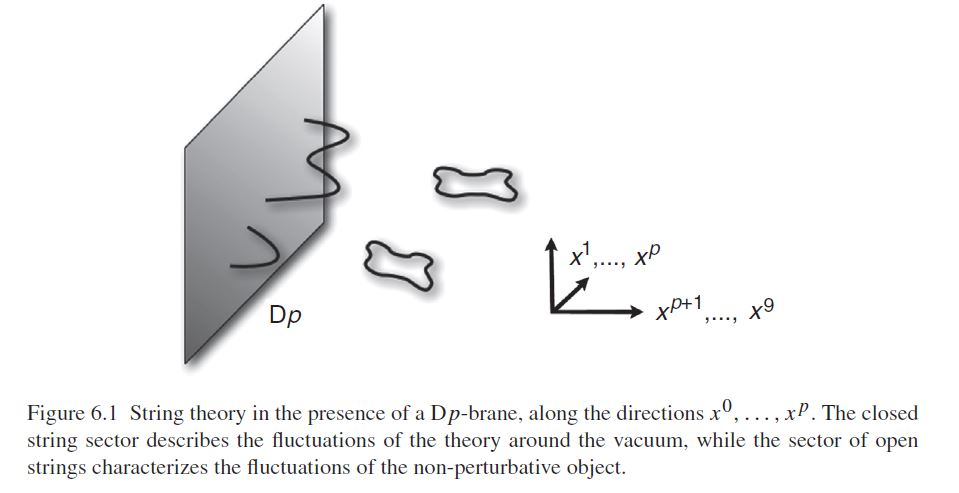 Dp
x¹,..., xᵖ
xᵖ⁺¹,..., x⁹
Figure 6.1 String theory in the presence of a Dp-brane, along the directions x⁰, . . . , xᵖ. The closed
string sector describes the fluctuations of the theory around the vacuum, while the sector of open
strings characterizes the fluctuations of the non-perturbative object.